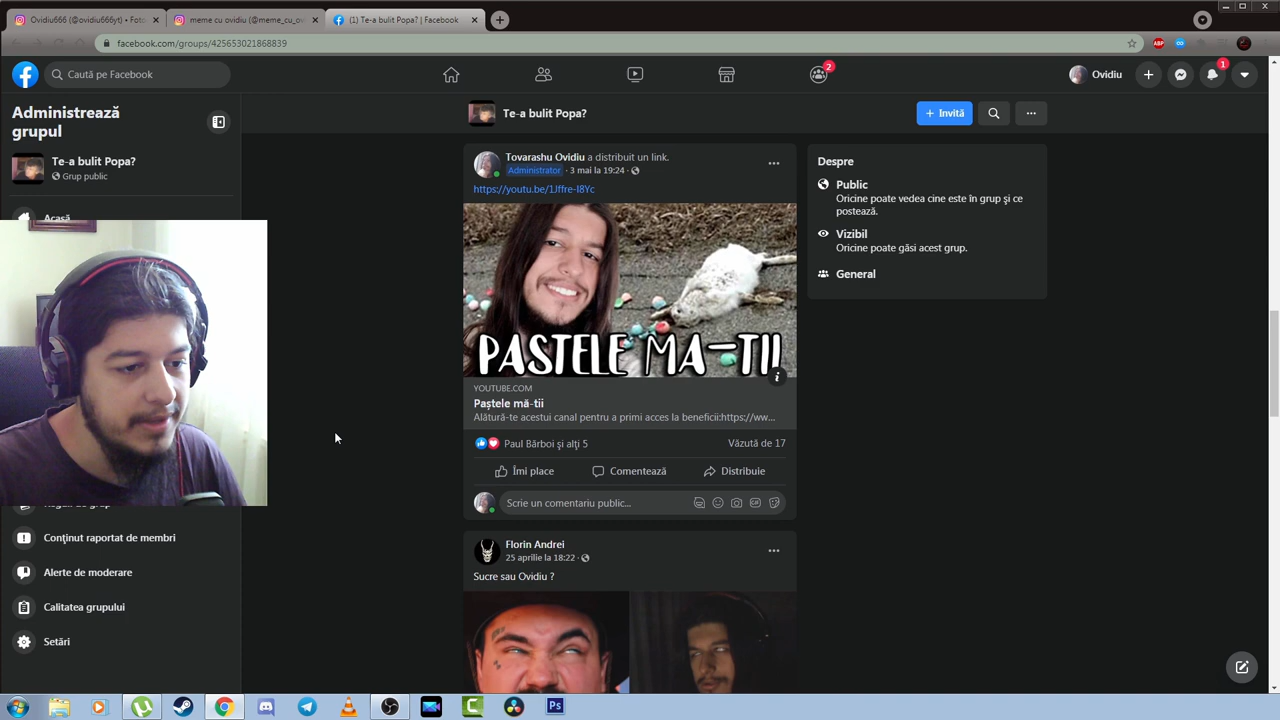 Ovidiu666 (@ovidiu666yt) • Foto
meme cu ovidiu (@meme_cu_ov
(1) Te-a bulit Popa? | Facebook
facebook.com/groups/425653021868839
ABP
Caută pe Facebook
2
Ovidiu
1
Administrează
grupul
Te-a bulit Popa?
Grup public
Acasă
Conținut raportat de membri
Alerte de moderare
Calitatea grupului
Setări
Te-a bulit Popa?
+ Invită
Tovarashu Ovidiu a distribuit un link.
Administrator · 3 mai la 19:24 ·
https://youtu.be/1Jffre-I8Yc
PASTELE MA-TII
YOUTUBE.COM
Paștele mă-tii
Alătură-te acestui canal pentru a primi acces la beneficii:https://ww...
Paul Bărboi și alți 5
Văzută de 17
Îmi place
Comentează
Distribuie
Scrie un comentariu public...
GIF
Florin Andrei
25 aprilie la 18:22 ·
Sucre sau Ovidiu ?
Despre
Public
Oricine poate vedea cine este în grup și ce
postează.
Vizibil
Oricine poate găsi acest grup.
General
Ps